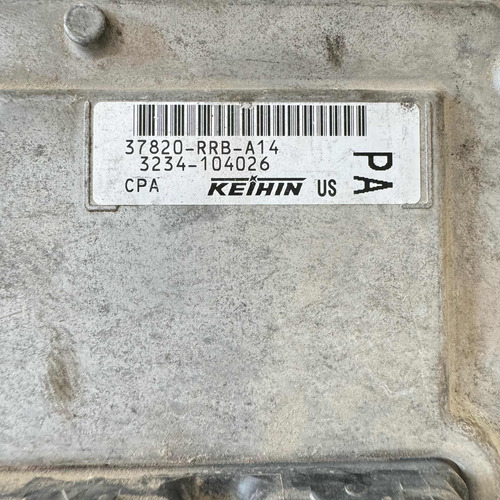 37820-RRB-A14
3234-104026
CPA KEIHIN US
PA